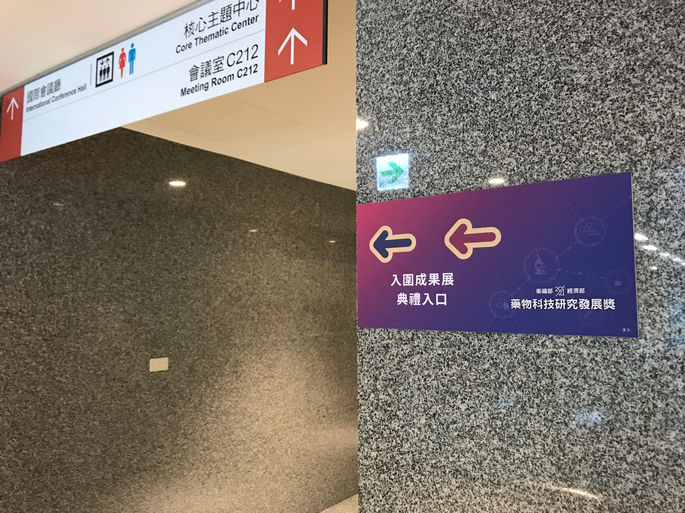 核心主題中心
Core Thematic Center
國際會議廳
International Conference Hall
會議室C212
Meeting Room C212
入圍成果展
典禮入口
衛福部 經濟部
藥物科技研究發展獎